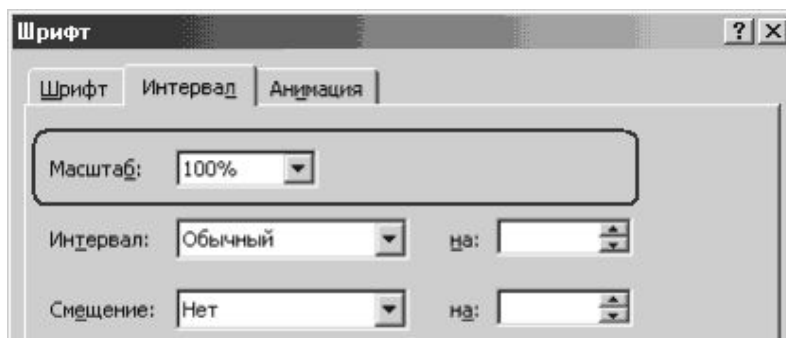 Шрифт ? ×
Шрифт Интервал Анимация
Масштаб: 100%
Интервал: Обычный на:
Смещение: Нет на: